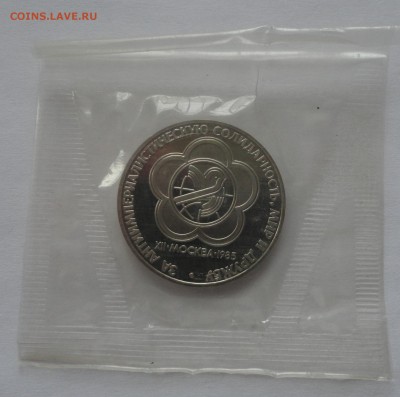 COINS.LAVE.RU
ЗА АНТИИМПЕРИАЛИСТИЧЕСКУЮ СОЛИДАРНОСТЬ, МИР И ДРУЖБУ
XII·МОСКВА·1985